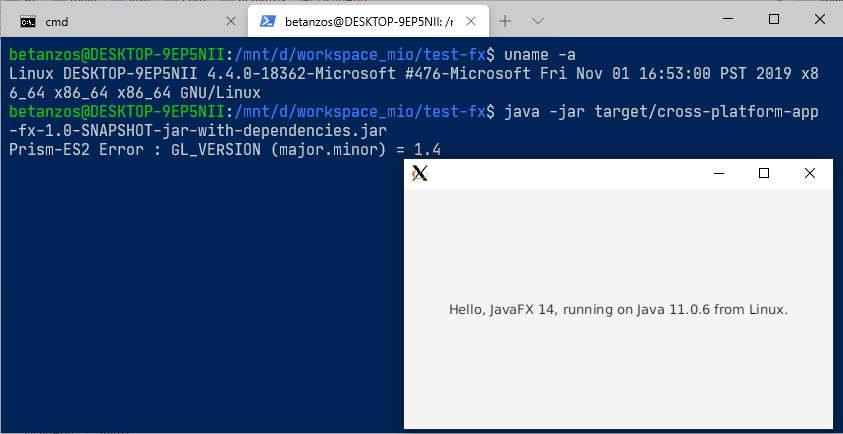 cmd
betanzos@DESKTOP-9EP5NII: /r
betanzos@DESKTOP-9EP5NII:/mnt/d/workspace_mio/test-fx$ uname -a
Linux DESKTOP-9EP5NII 4.4.0-18362-Microsoft #476-Microsoft Fri Nov 01 16:53:00 PST 2019 x8
6_64 x86_64 x86_64 GNU/Linux
betanzos@DESKTOP-9EP5NII:/mnt/d/workspace_mio/test-fx$ java -jar target/cross-platform-app
-fx-1.0-SNAPSHOT-jar-with-dependencies.jar
Prism-ES2 Error : GL_VERSION (major.minor) = 1.4
Hello, JavaFX 14, running on Java 11.0.6 from Linux.